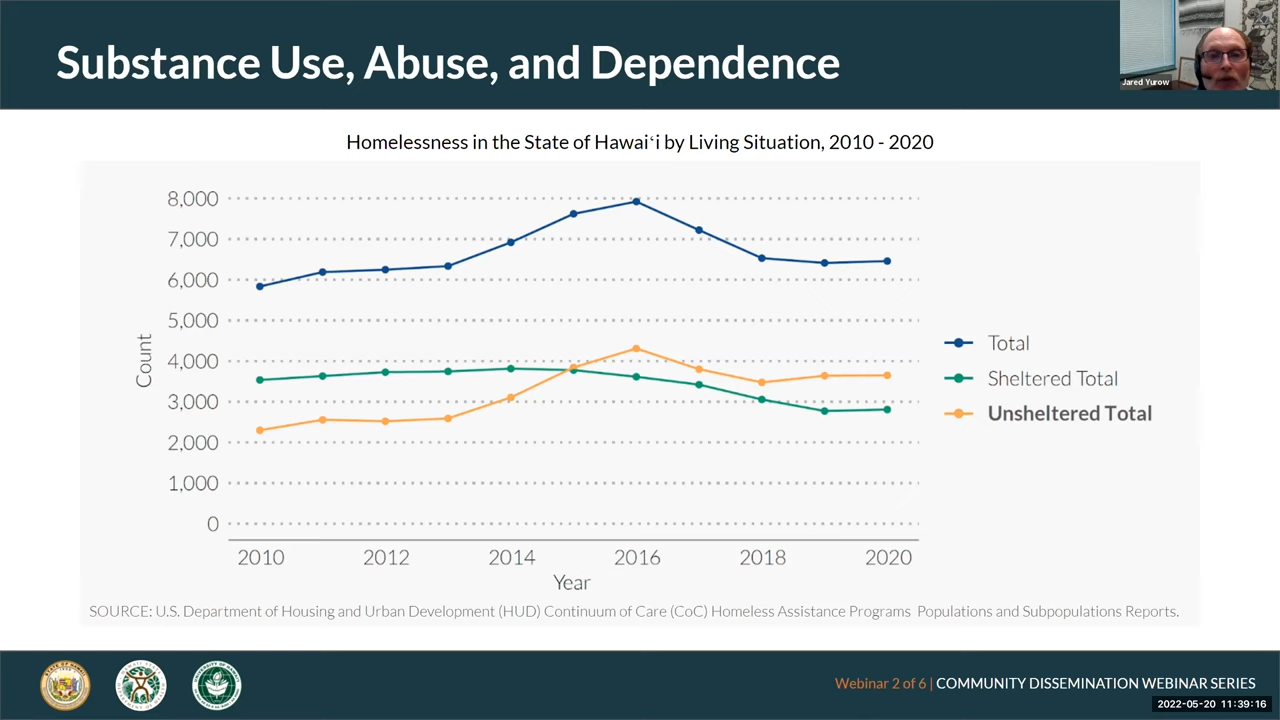 Substance Use, Abuse, and Dependence
Jared Yurow
Homelessness in the State of Hawaiʻi by Living Situation, 2010 - 2020
8,000
7,000
6,000
5,000
4,000
3,000
2,000
1,000
0
Count
2010 2012 2014 2016 2018 2020
Year
Total
Sheltered Total
Unsheltered Total
SOURCE: U.S. Department of Housing and Urban Development (HUD) Continuum of Care (CoC) Homeless Assistance Programs Populations and Subpopulations Reports.
Webinar 2 of 6 | COMMUNITY DISSEMINATION WEBINAR SERIES
2022-05-20 11:39:16